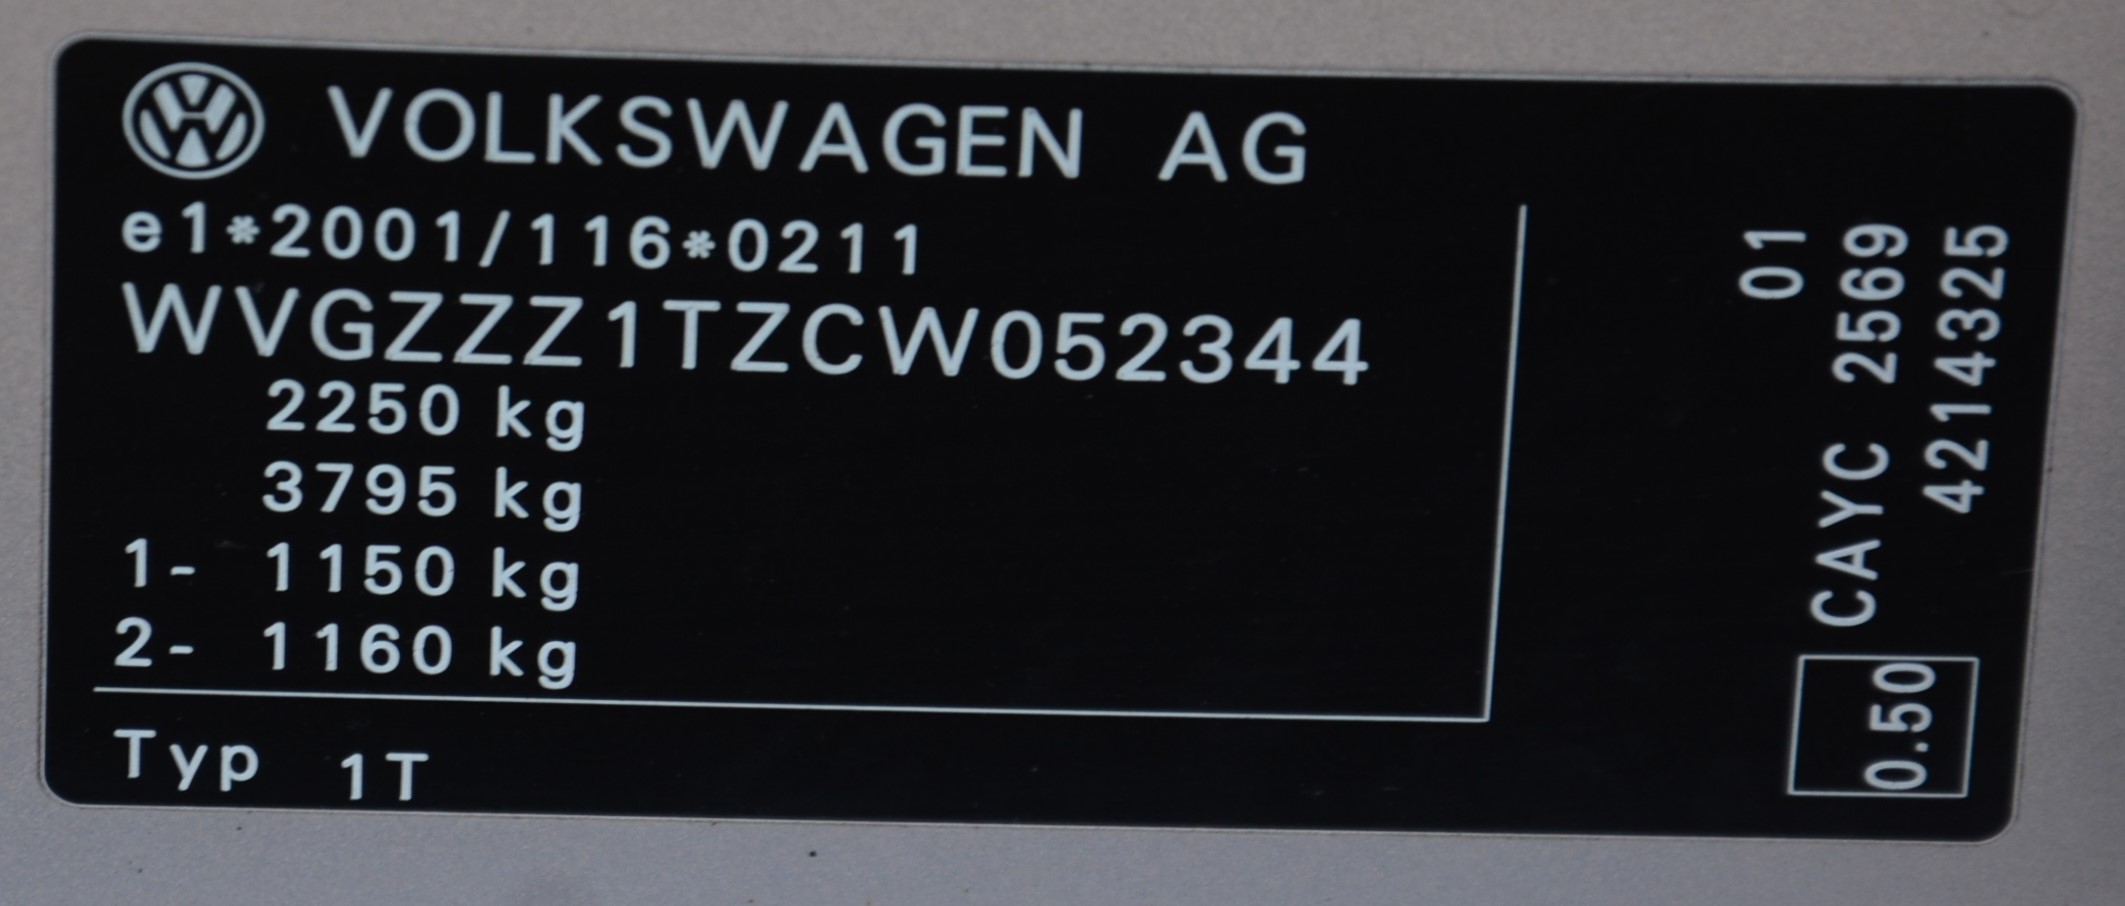 VOLKSWAGEN AG
e1*2001/116*0211
WVGZZZ1TZCW052344
2250 kg
3795 kg
1- 1150 kg
2- 1160 kg
Typ 1T
01
CAYC 2569
4214325
0.50